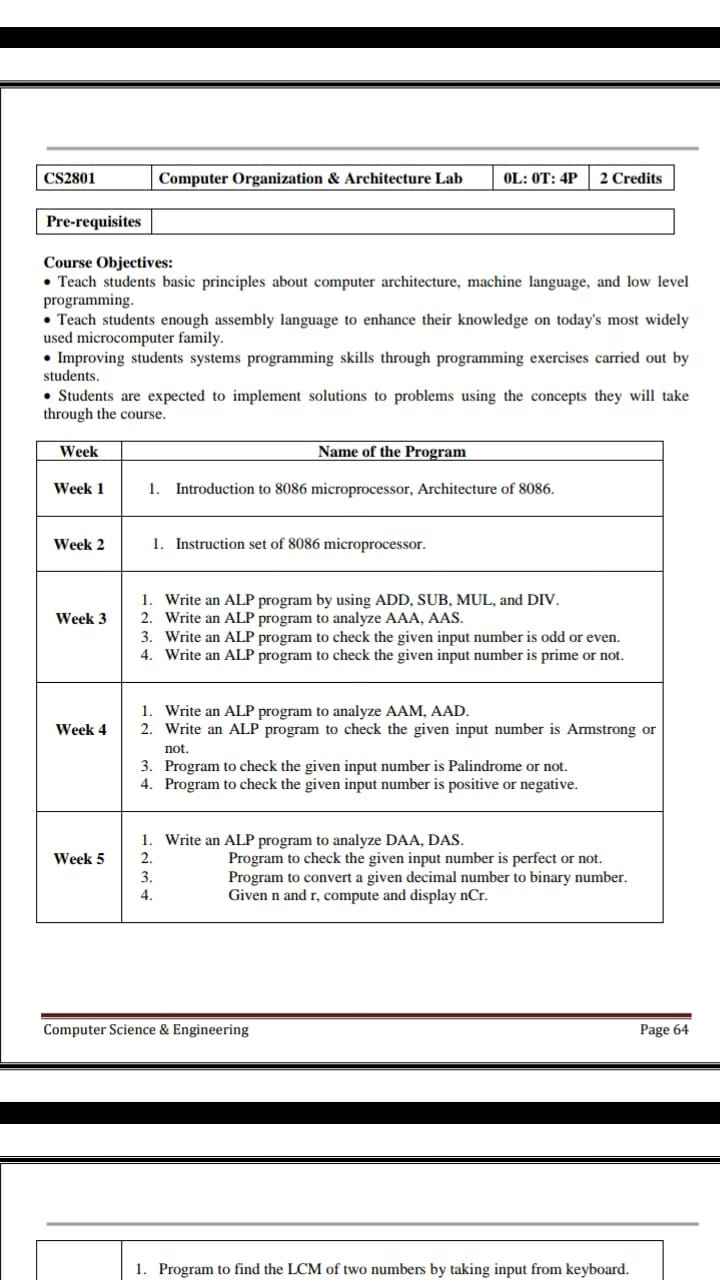 CS2801 Computer Organization & Architecture Lab 0L: 0T: 4P 2 Credits
Pre-requisites
Course Objectives:
• Teach students basic principles about computer architecture, machine language, and low level
programming.
• Teach students enough assembly language to enhance their knowledge on today's most widely
used microcomputer family.
• Improving students systems programming skills through programming exercises carried out by
students.
• Students are expected to implement solutions to problems using the concepts they will take
through the course.
Week Name of the Program
Week 1 1. Introduction to 8086 microprocessor, Architecture of 8086.
Week 2 1. Instruction set of 8086 microprocessor.
Week 3
1. Write an ALP program by using ADD, SUB, MUL, and DIV.
2. Write an ALP program to analyze AAA, AAS.
3. Write an ALP program to check the given input number is odd or even.
4. Write an ALP program to check the given input number is prime or not.
Week 4
1. Write an ALP program to analyze AAM, AAD.
2. Write an ALP program to check the given input number is Armstrong or
not.
3. Program to check the given input number is Palindrome or not.
4. Program to check the given input number is positive or negative.
Week 5
1. Write an ALP program to analyze DAA, DAS.
2. Program to check the given input number is perfect or not.
3. Program to convert a given decimal number to binary number.
4. Given n and r, compute and display nCr.
Computer Science & Engineering Page 64
1. Program to find the LCM of two numbers by taking input from keyboard.